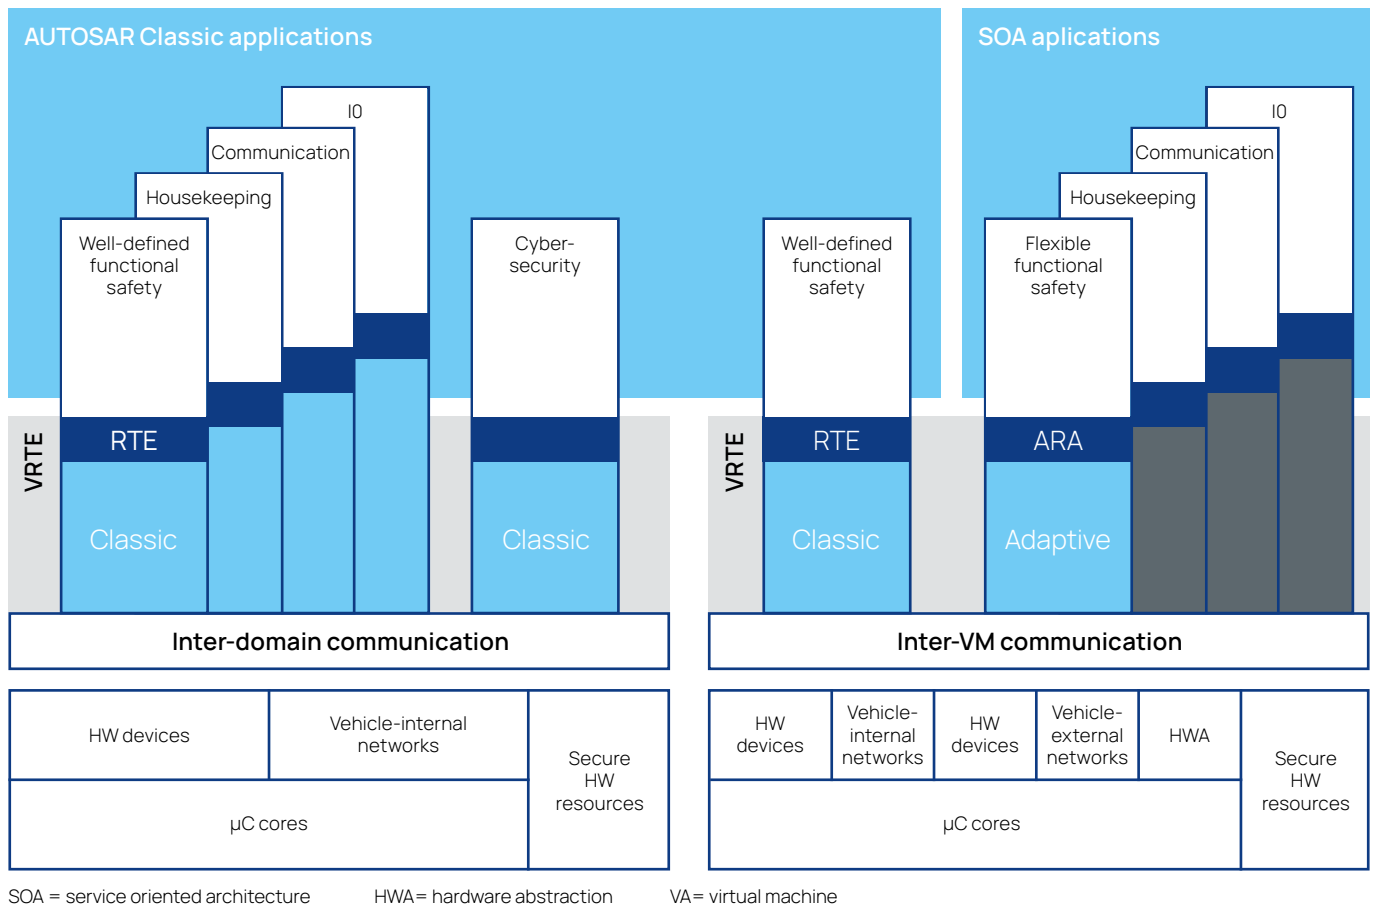 AUTOSAR Classic applications
SOA aplications
I0
Communication
Housekeeping
Well-defined
functional
safety
Cyber-
security
Well-defined
functional
safety
I0
Communication
Housekeeping
Flexible
functional
safety
VRTE
RTE
Classic
Classic
VRTE
RTE
Classic
ARA
Adaptive
Inter-domain communication
Inter-VM communication
HW devices
Vehicle-internal
networks
Secure
HW
resources
µC cores
HW
devices
Vehicle-
internal
networks
HW
devices
Vehicle-
external
networks
HWA
Secure
HW
resources
µC cores
SOA = service oriented architecture
HWA= hardware abstraction
VA= virtual machine